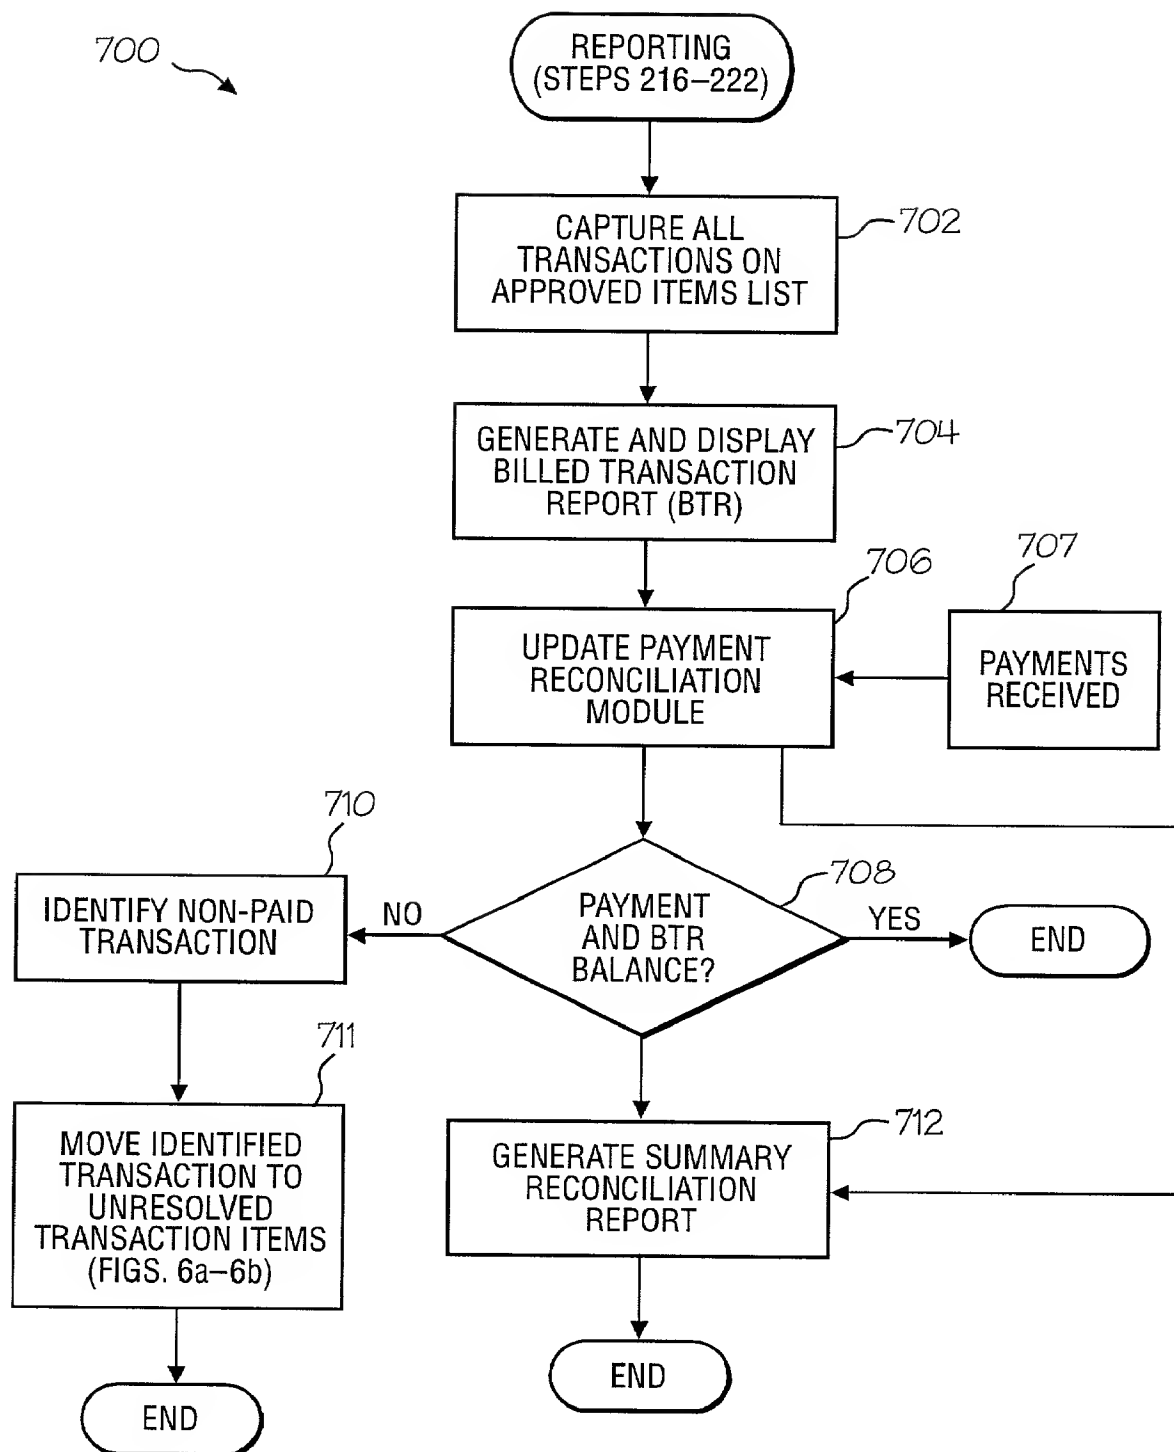 700
REPORTING
(STEPS 216–222)
CAPTURE ALL
TRANSACTIONS ON
APPROVED ITEMS LIST
702
GENERATE AND DISPLAY
BILLED TRANSACTION
REPORT (BTR)
704
UPDATE PAYMENT
RECONCILIATION
MODULE
706
707
PAYMENTS
RECEIVED
710
IDENTIFY NON-PAID
TRANSACTION
NO
PAYMENT
AND BTR
BALANCE?
708
YES
END
711
MOVE IDENTIFIED
TRANSACTION TO
UNRESOLVED
TRANSACTION ITEMS
(FIGS. 6a–6b)
GENERATE SUMMARY
RECONCILIATION
REPORT
712
END
END